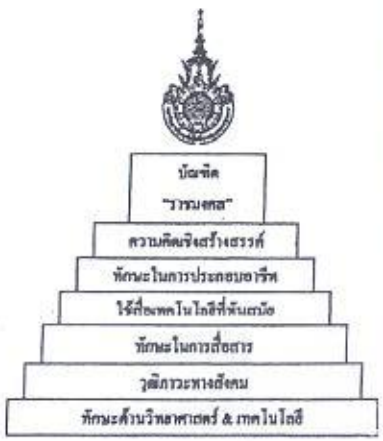 บัณฑิต
"ราชมงคล"
ความคิดเชิงสร้างสรรค์
ทักษะในการประกอบอาชีพ
ใช้สื่อเทคโนโลยีที่ทันสมัย
ทักษะในการสื่อสาร
วุฒิภาวะทางสังคม
ทักษะด้านวิทยาศาสตร์ & เทคโนโลยี